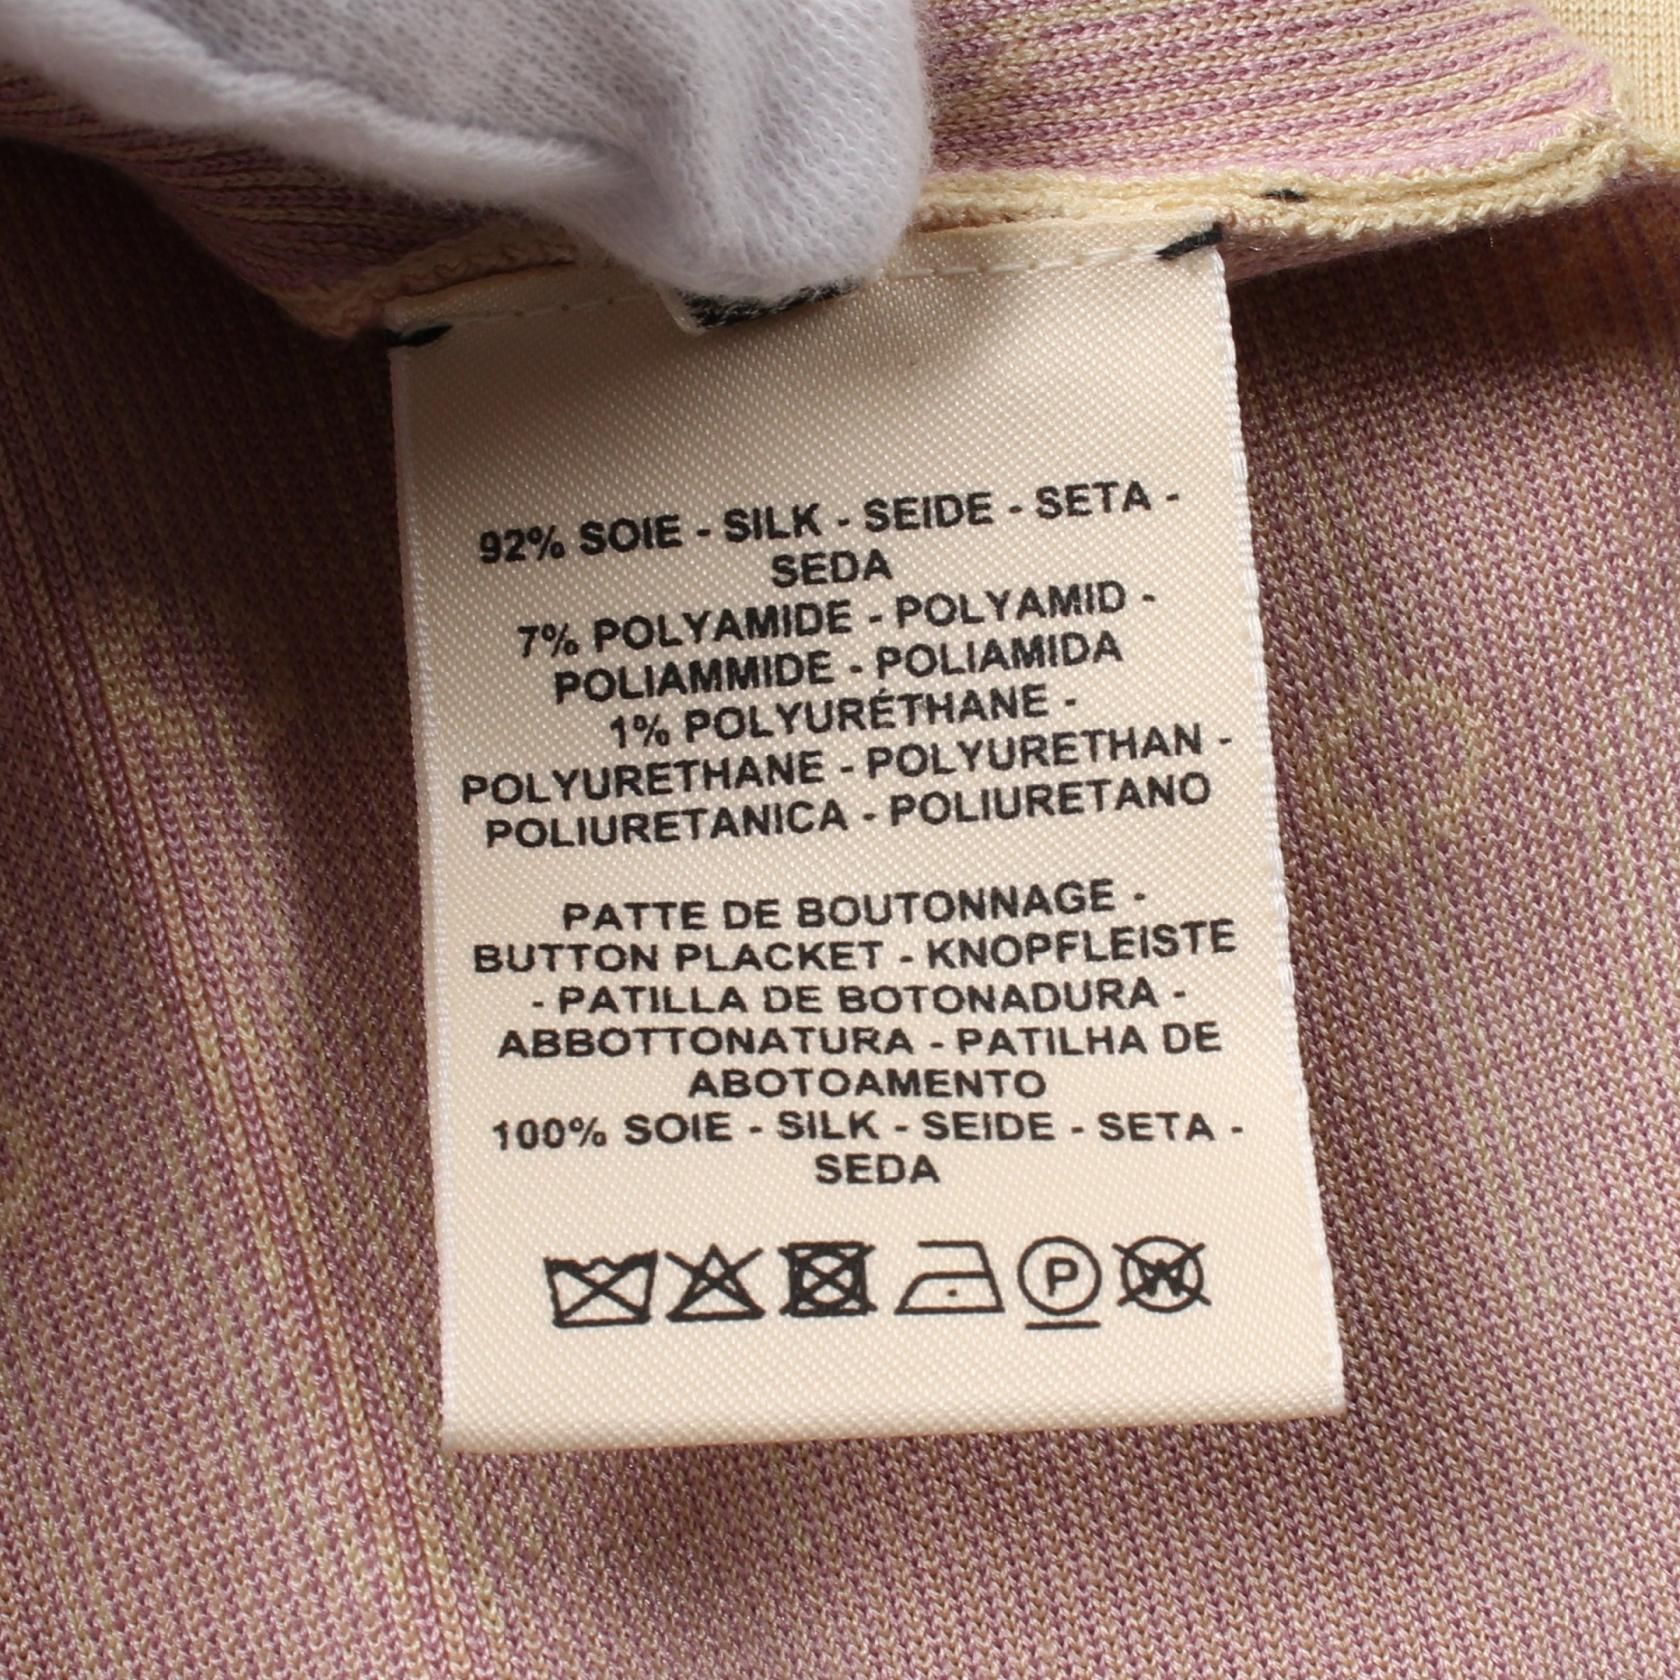 92% SOIE - SILK - SEIDE - SETA -
SEDA
7% POLYAMIDE - POLYAMID -
POLIAMMIDE - POLIAMIDA
1% POLYURÉTHANE -
POLYURETHANE - POLYURETHAN -
POLIURETANICA - POLIURETANO
PATTE DE BOUTONNAGE -
BUTTON PLACKET - KNOPFLEISTE
- PATILLA DE BOTONADURA -
ABBOTTONATURA - PATILHA DE
ABOTOAMENTO
100% SOIE - SILK - SEIDE - SETA -
SEDA
P W